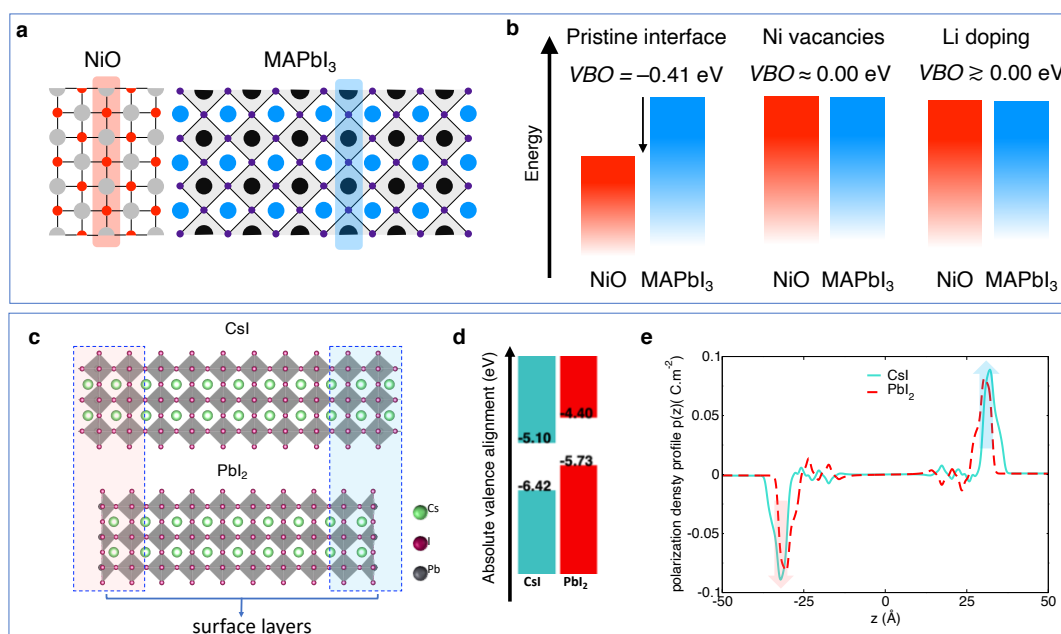 a
NiO
MAPbI₃
b
Energy
Pristine interface
VBO = –0.41 eV
Ni vacancies
VBO ≈ 0.00 eV
Li doping
VBO ≳ 0.00 eV
NiO MAPbI₃
NiO MAPbI₃
NiO MAPbI₃
c
CsI
PbI₂
Cs
I
Pb
surface layers
d
Absolute valence alignment (eV)
-5.10
-4.40
-6.42
-5.73
CsI
PbI₂
e
polarization density profile p(z)( C.m⁻²)
0.1
0.05
0
-0.05
-0.1
CsI
PbI₂
-50
-25
0
25
50
z (Å)